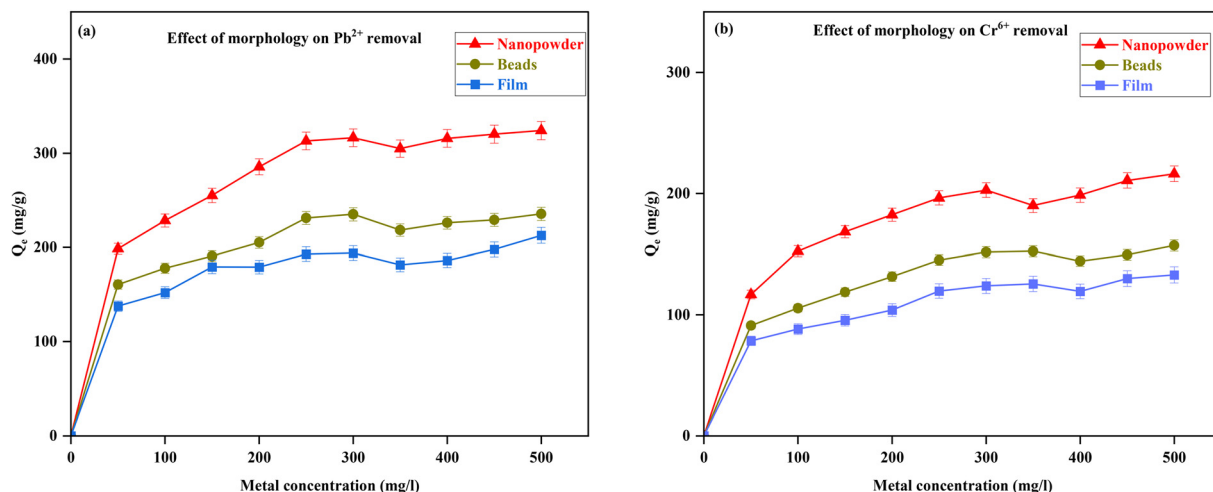 (a)
Effect of morphology on Pb²⁺ removal
Nanopowder
Beads
Film
400
300
200
100
0
Qₑ (mg/g)
0 100 200 300 400 500
Metal concentration (mg/l)
(b)
Effect of morphology on Cr⁶⁺ removal
Nanopowder
Beads
Film
300
200
100
0
Qₑ (mg/g)
0 100 200 300 400 500
Metal concentration (mg/l)